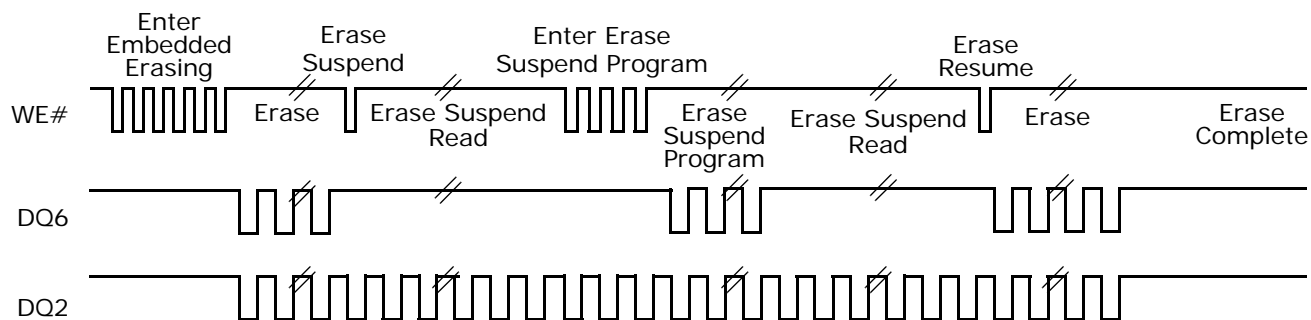 Enter
Embedded
Erasing
Erase
Suspend
Enter Erase
Suspend Program
Erase
Resume
WE#
Erase
Erase Suspend
Read
Erase
Suspend
Program
Erase Suspend
Read
Erase
Erase
Complete
DQ6
DQ2